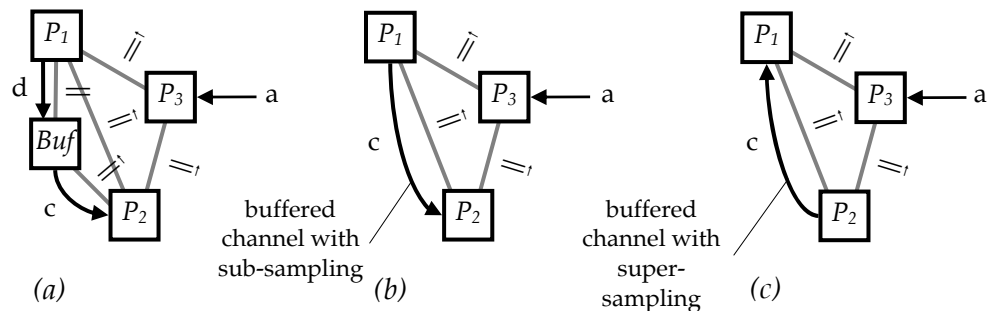 P1
d
=
Buf
c
P2
P3
a
(a)
P1
P3
a
c
P2
buffered
channel with
sub-sampling
(b)
P1
P3
a
c
P2
buffered
channel with
super-
sampling
(c)